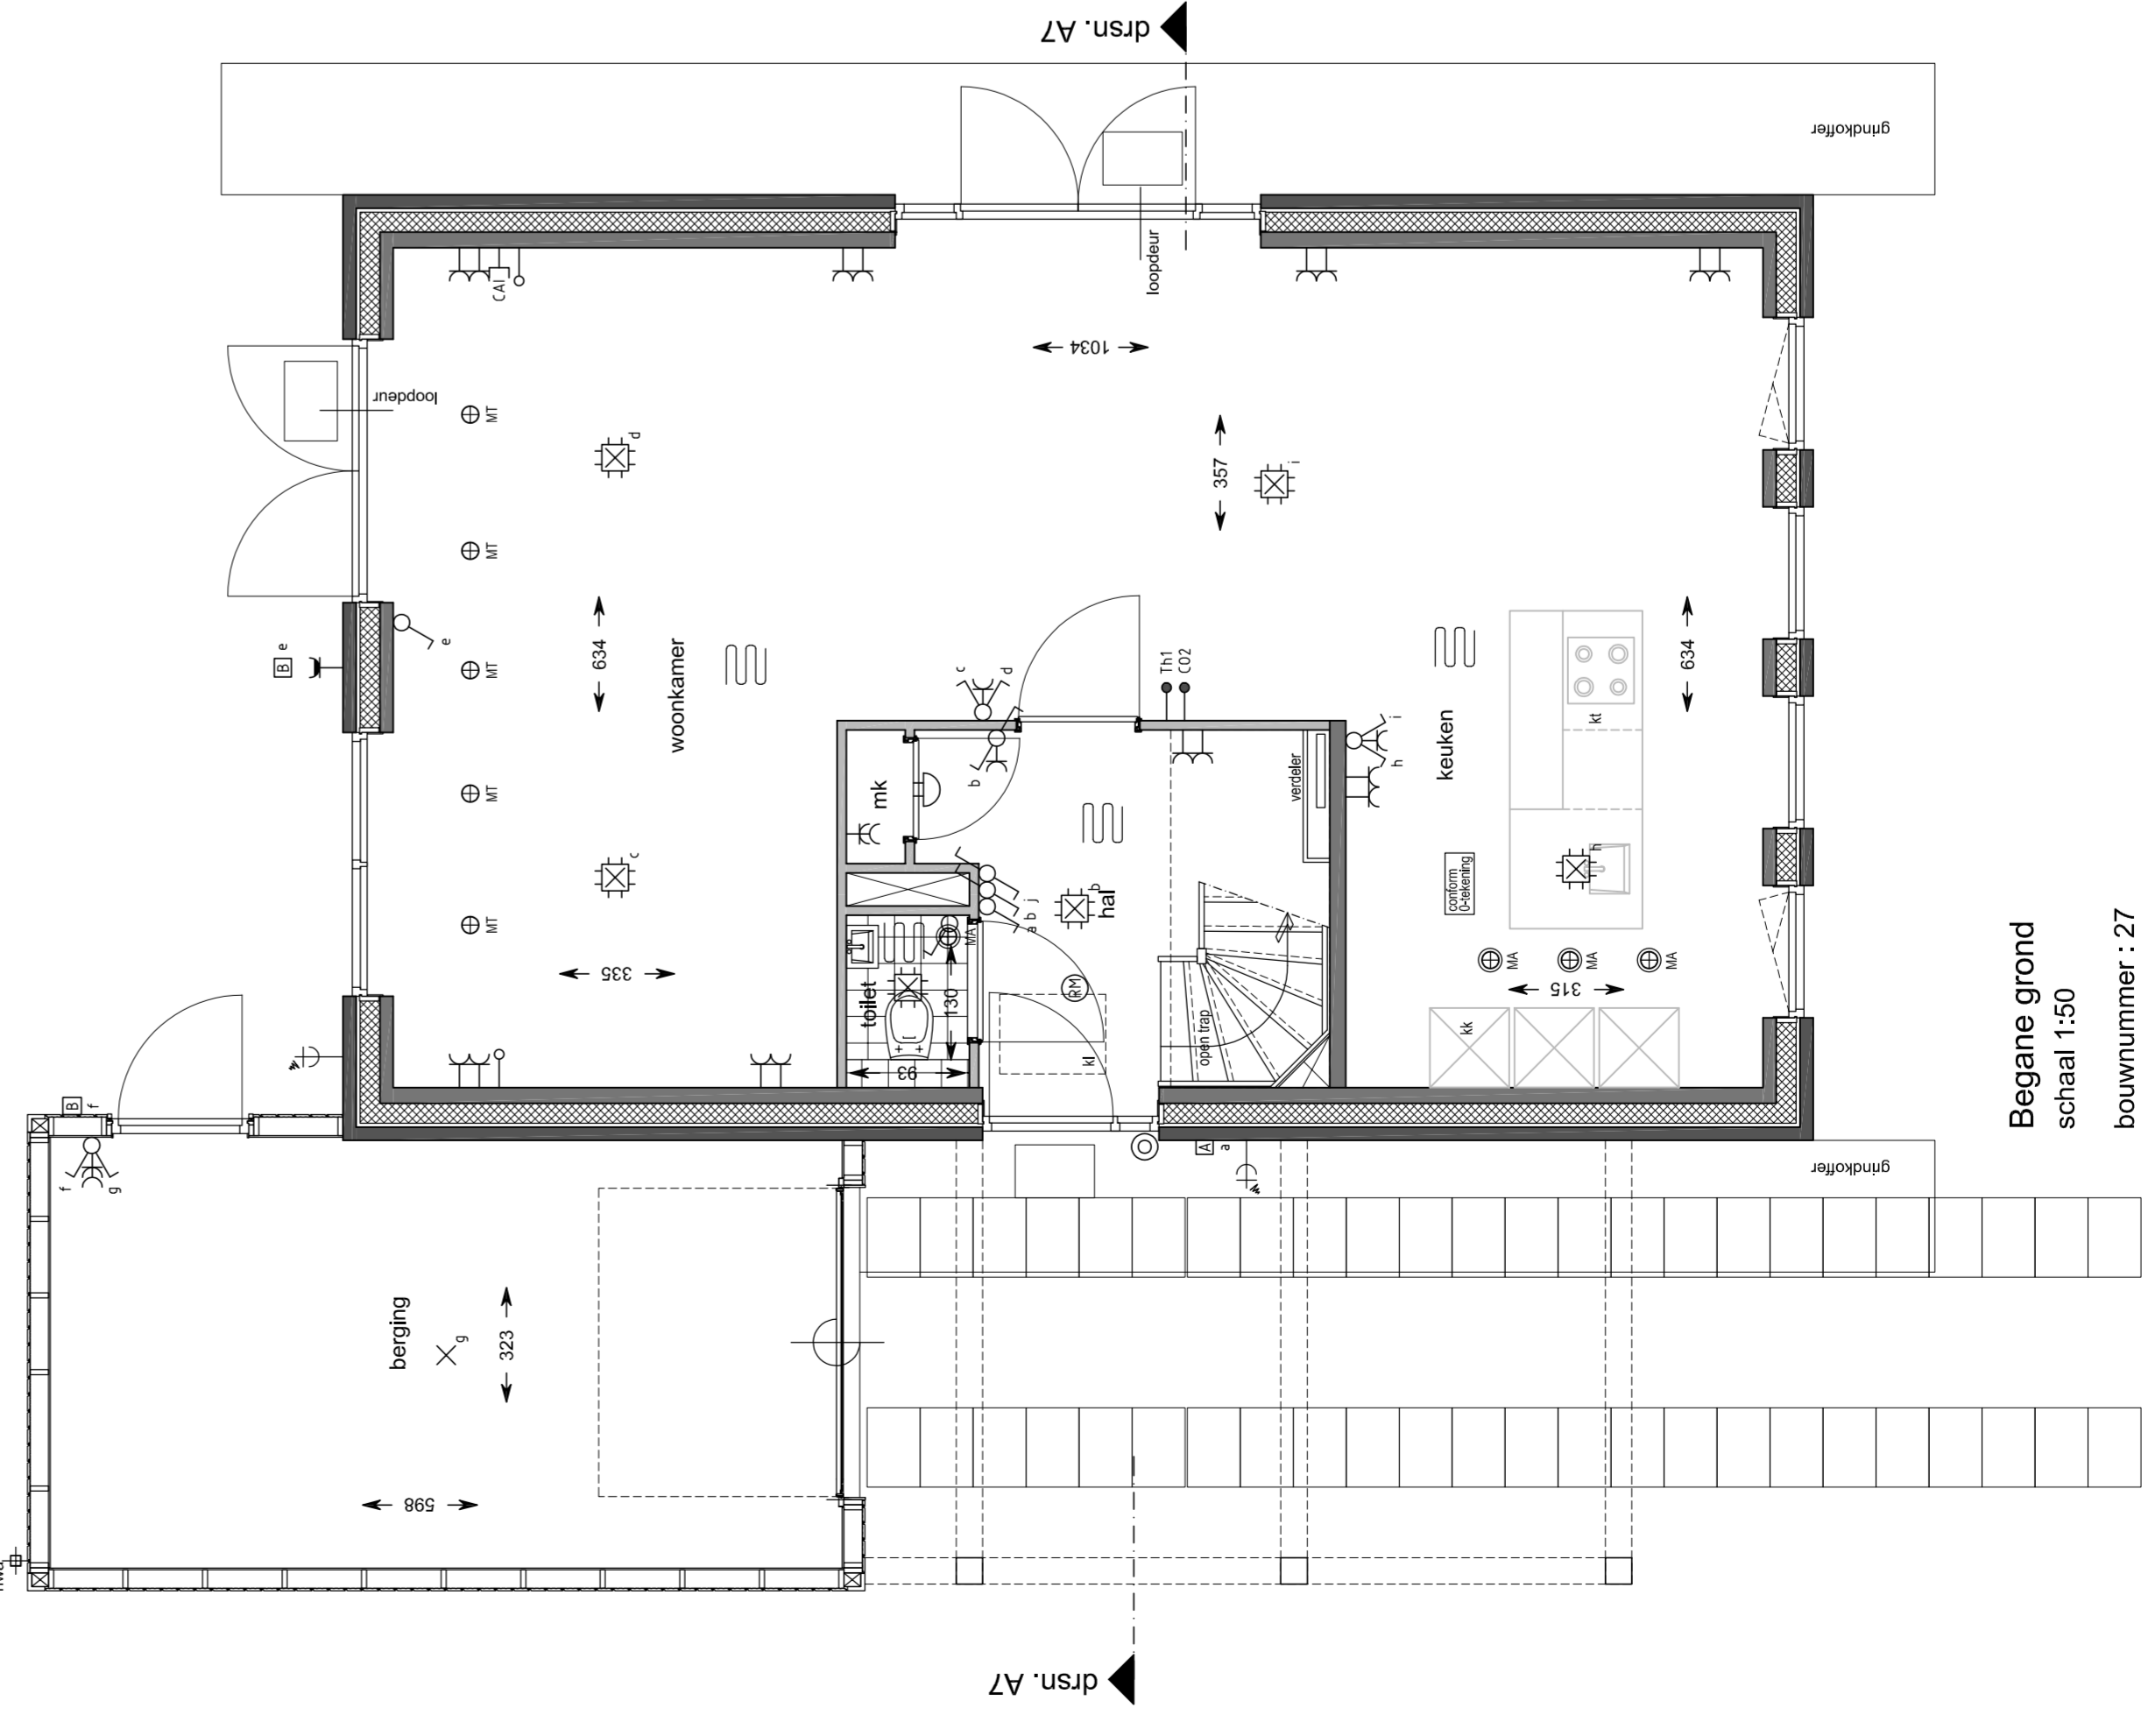 drsn. A7
grindkoffer
loopdeur
CAI
1034
loopdeur
MT
d
357
i
MT
B e
e
634
MT
woonkamer
c
d
Th1
CO2
634
keuken
kt
i
h
b
mk
verdeler
MT
c
a b j
b
hal
conform
0-tekening
h
MT
MA
335
toilet
130
93
RM
kl
open trap
MA
MA
MA
315
kk
Begane grond
schaal 1:50
bouwnummer : 27
B f
f
g
A a
grindkoffer
berging
g
323
598
hwa
drsn. A7